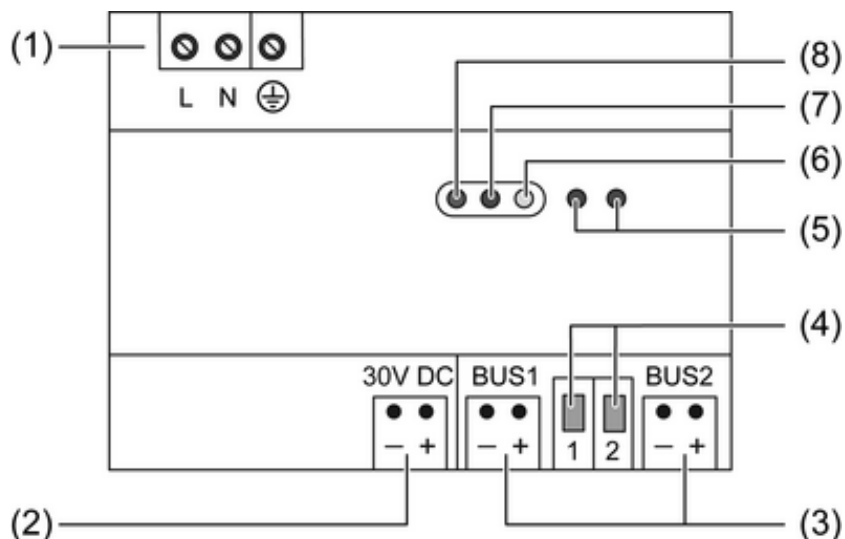 (1)
(8)
L N
(7)
(6)
(5)
(4)
30V DC BUS1 BUS2
– + – + 1 2 – +
(2)
(3)